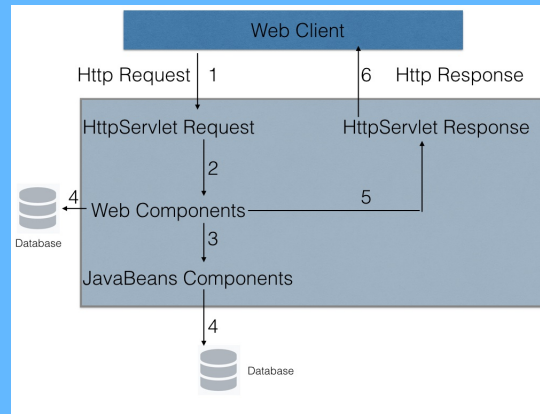 Web Client
Http Request 1
6 Http Response
HttpServlet Request
HttpServlet Response
2
4
Web Components
5
Database
3
JavaBeans Components
4
Database